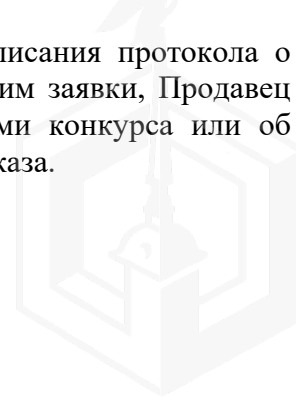 писания протокола о
им заявки, Продавец
ми конкурса или об
каза.